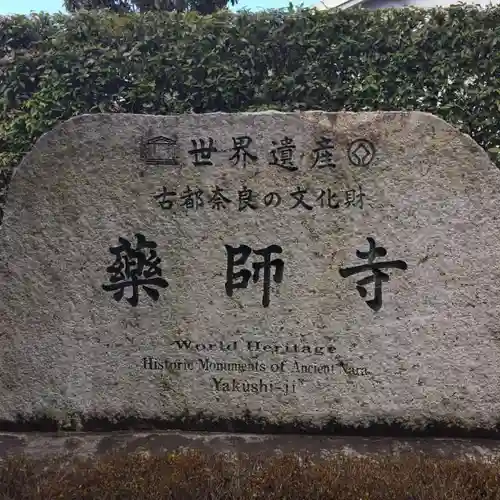 世界遺産
古都奈良の文化財
藥師寺
World Heritage
Historic Monuments of Ancient Nara
Yakushi-ji